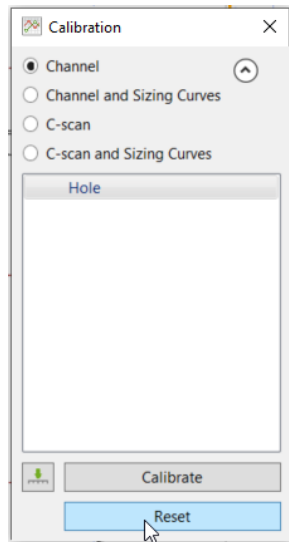 Calibration
Channel
Channel and Sizing Curves
C-scan
C-scan and Sizing Curves
Hole
Calibrate
Reset